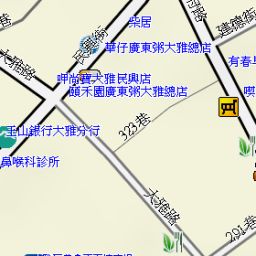 柴居
建德街
民興街
華仔廣東粥大雅總店
大雅路
呷尚寶大雅民興店
頤禾園廣東粥大雅總店
有春
323巷
玉山銀行大雅分行
鼻喉科診所
大雅路
291巷